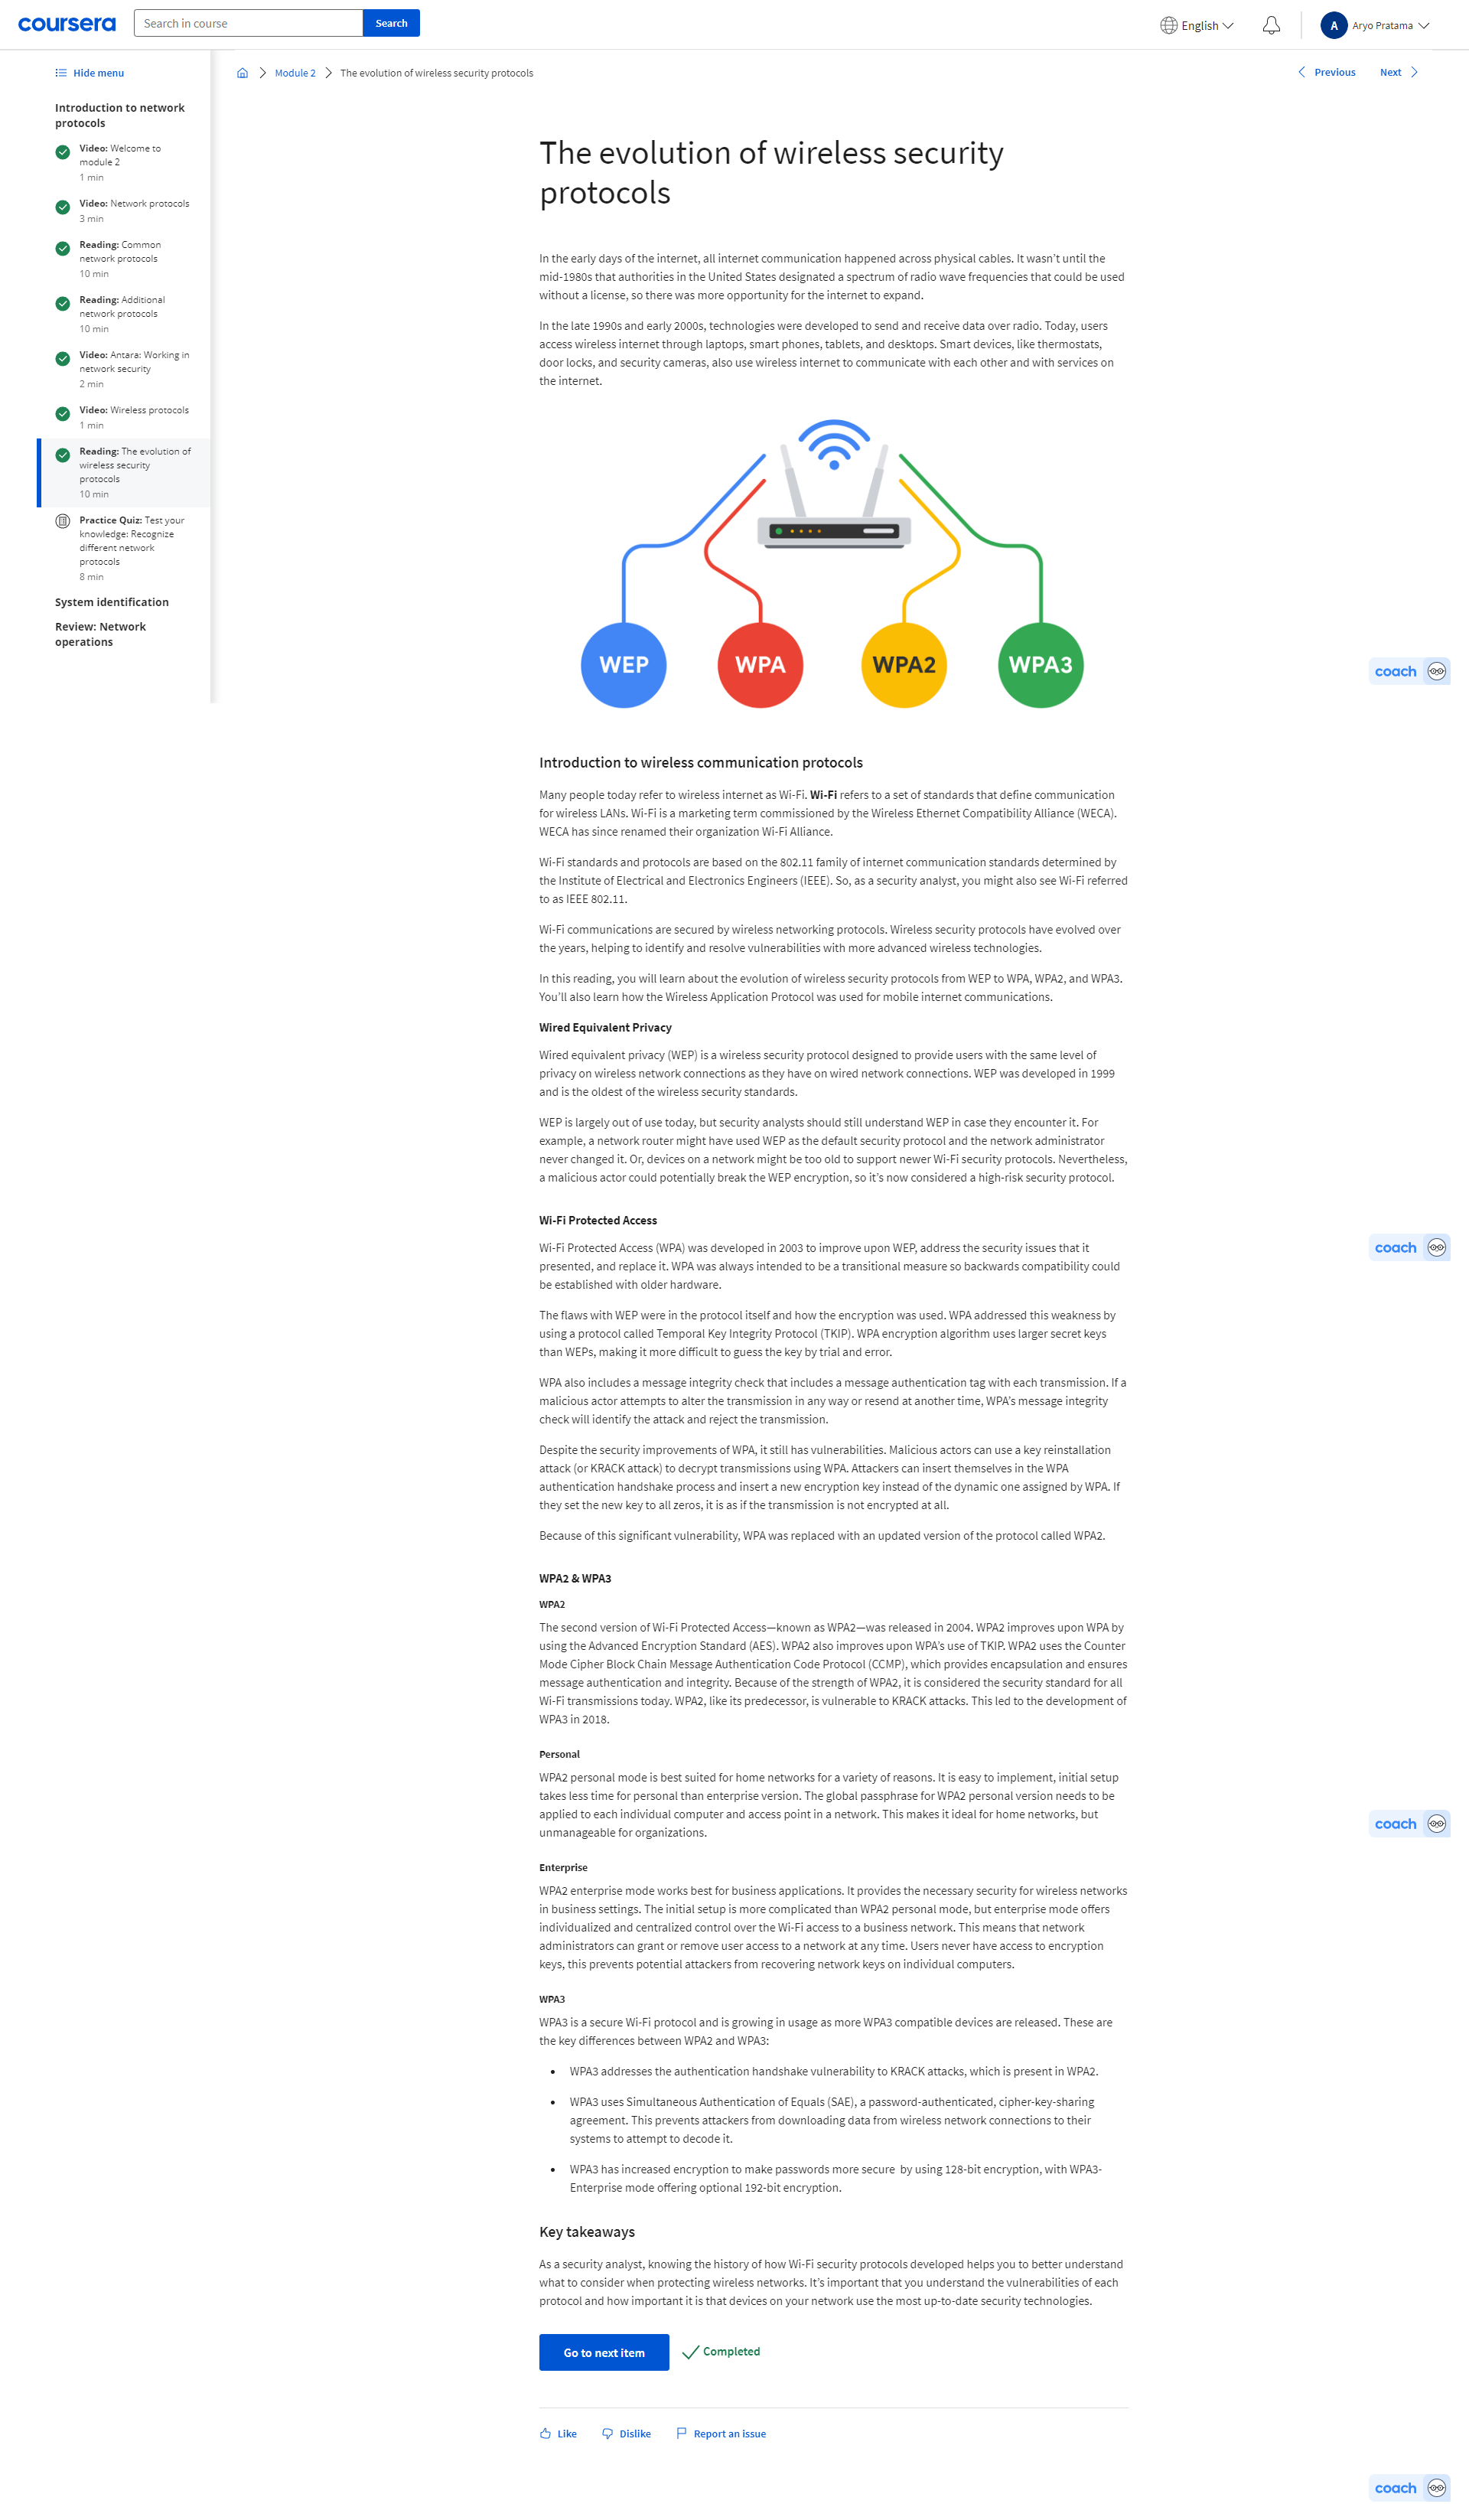 coursera
Search in course
Search
English
A
Aryo Pratama
Hide menu
Introduction to network
protocols
Video: Welcome to
module 2
1 min
Video: Network protocols
3 min
Reading: Common
network protocols
10 min
Reading: Additional
network protocols
10 min
Video: Antara: Working in
network security
2 min
Video: Wireless protocols
1 min
Reading: The evolution of
wireless security
protocols
10 min
Practice Quiz: Test your
knowledge: Recognize
different network
protocols
8 min
System identification
Review: Network
operations
Module 2
The evolution of wireless security protocols
Previous
Next
The evolution of wireless security
protocols
In the early days of the internet, all internet communication happened across physical cables. It wasn’t until the
mid-1980s that authorities in the United States designated a spectrum of radio wave frequencies that could be used
without a license, so there was more opportunity for the internet to expand.
In the late 1990s and early 2000s, technologies were developed to send and receive data over radio. Today, users
access wireless internet through laptops, smart phones, tablets, and desktops. Smart devices, like thermostats,
door locks, and security cameras, also use wireless internet to communicate with each other and with services on
the internet.
WEP
WPA
WPA2
WPA3
coach
Introduction to wireless communication protocols
Many people today refer to wireless internet as Wi-Fi. Wi-Fi refers to a set of standards that define communication
for wireless LANs. Wi-Fi is a marketing term commissioned by the Wireless Ethernet Compatibility Alliance (WECA).
WECA has since renamed their organization Wi-Fi Alliance.
Wi-Fi standards and protocols are based on the 802.11 family of internet communication standards determined by
the Institute of Electrical and Electronics Engineers (IEEE). So, as a security analyst, you might also see Wi-Fi referred
to as IEEE 802.11.
Wi-Fi communications are secured by wireless networking protocols. Wireless security protocols have evolved over
the years, helping to identify and resolve vulnerabilities with more advanced wireless technologies.
In this reading, you will learn about the evolution of wireless security protocols from WEP to WPA, WPA2, and WPA3.
You’ll also learn how the Wireless Application Protocol was used for mobile internet communications.
Wired Equivalent Privacy
Wired equivalent privacy (WEP) is a wireless security protocol designed to provide users with the same level of
privacy on wireless network connections as they have on wired network connections. WEP was developed in 1999
and is the oldest of the wireless security standards.
WEP is largely out of use today, but security analysts should still understand WEP in case they encounter it. For
example, a network router might have used WEP as the default security protocol and the network administrator
never changed it. Or, devices on a network might be too old to support newer Wi-Fi security protocols. Nevertheless,
a malicious actor could potentially break the WEP encryption, so it’s now considered a high-risk security protocol.
Wi-Fi Protected Access
coach
Wi-Fi Protected Access (WPA) was developed in 2003 to improve upon WEP, address the security issues that it
presented, and replace it. WPA was always intended to be a transitional measure so backwards compatibility could
be established with older hardware.
The flaws with WEP were in the protocol itself and how the encryption was used. WPA addressed this weakness by
using a protocol called Temporal Key Integrity Protocol (TKIP). WPA encryption algorithm uses larger secret keys
than WEPs, making it more difficult to guess the key by trial and error.
WPA also includes a message integrity check that includes a message authentication tag with each transmission. If a
malicious actor attempts to alter the transmission in any way or resend at another time, WPA’s message integrity
check will identify the attack and reject the transmission.
Despite the security improvements of WPA, it still has vulnerabilities. Malicious actors can use a key reinstallation
attack (or KRACK attack) to decrypt transmissions using WPA. Attackers can insert themselves in the WPA
authentication handshake process and insert a new encryption key instead of the dynamic one assigned by WPA. If
they set the new key to all zeros, it is as if the transmission is not encrypted at all.
Because of this significant vulnerability, WPA was replaced with an updated version of the protocol called WPA2.
WPA2 & WPA3
WPA2
The second version of Wi-Fi Protected Access—known as WPA2—was released in 2004. WPA2 improves upon WPA by
using the Advanced Encryption Standard (AES). WPA2 also improves upon WPA’s use of TKIP. WPA2 uses the Counter
Mode Cipher Block Chain Message Authentication Code Protocol (CCMP), which provides encapsulation and ensures
message authentication and integrity. Because of the strength of WPA2, it is considered the security standard for all
Wi-Fi transmissions today. WPA2, like its predecessor, is vulnerable to KRACK attacks. This led to the development of
WPA3 in 2018.
Personal
WPA2 personal mode is best suited for home networks for a variety of reasons. It is easy to implement, initial setup
takes less time for personal than enterprise version. The global passphrase for WPA2 personal version needs to be
applied to each individual computer and access point in a network. This makes it ideal for home networks, but
unmanageable for organizations.
coach
Enterprise
WPA2 enterprise mode works best for business applications. It provides the necessary security for wireless networks
in business settings. The initial setup is more complicated than WPA2 personal mode, but enterprise mode offers
individualized and centralized control over the Wi-Fi access to a business network. This means that network
administrators can grant or remove user access to a network at any time. Users never have access to encryption
keys, this prevents potential attackers from recovering network keys on individual computers.
WPA3
WPA3 is a secure Wi-Fi protocol and is growing in usage as more WPA3 compatible devices are released. These are
the key differences between WPA2 and WPA3:
• WPA3 addresses the authentication handshake vulnerability to KRACK attacks, which is present in WPA2.
• WPA3 uses Simultaneous Authentication of Equals (SAE), a password-authenticated, cipher-key-sharing
agreement. This prevents attackers from downloading data from wireless network connections to their
systems to attempt to decode it.
• WPA3 has increased encryption to make passwords more secure  by using 128-bit encryption, with WPA3-
Enterprise mode offering optional 192-bit encryption.
Key takeaways
As a security analyst, knowing the history of how Wi-Fi security protocols developed helps you to better understand
what to consider when protecting wireless networks. It’s important that you understand the vulnerabilities of each
protocol and how important it is that devices on your network use the most up-to-date security technologies.
Go to next item
Completed
Like
Dislike
Report an issue
coach